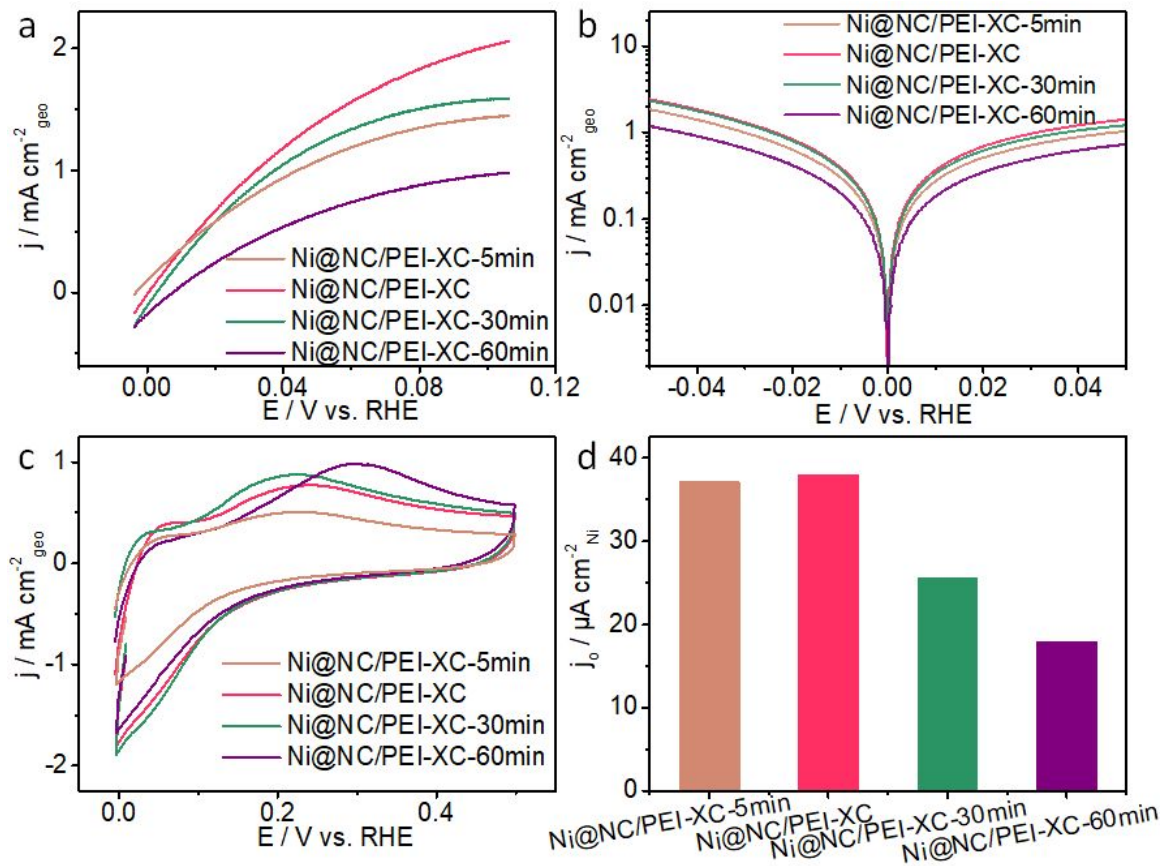 a
j / mA cm-2geo
2
1
0
Ni@NC/PEI-XC-5min
Ni@NC/PEI-XC
Ni@NC/PEI-XC-30min
Ni@NC/PEI-XC-60min
0.00 0.04 0.08 0.12
E / V vs. RHE
b
j / mA cm-2geo
10
1
0.1
0.01
Ni@NC/PEI-XC-5min
Ni@NC/PEI-XC
Ni@NC/PEI-XC-30min
Ni@NC/PEI-XC-60min
-0.04 -0.02 0.00 0.02 0.04
E / V vs. RHE
c
j / mA cm-2geo
1
0
-1
-2
Ni@NC/PEI-XC-5min
Ni@NC/PEI-XC
Ni@NC/PEI-XC-30min
Ni@NC/PEI-XC-60min
0.0 0.2 0.4
E / V vs. RHE
d
j0 / μA cm-2Ni
40
30
20
10
0
Ni@NC/PEI-XC-5min
Ni@NC/PEI-XC
Ni@NC/PEI-XC-30min
Ni@NC/PEI-XC-60min